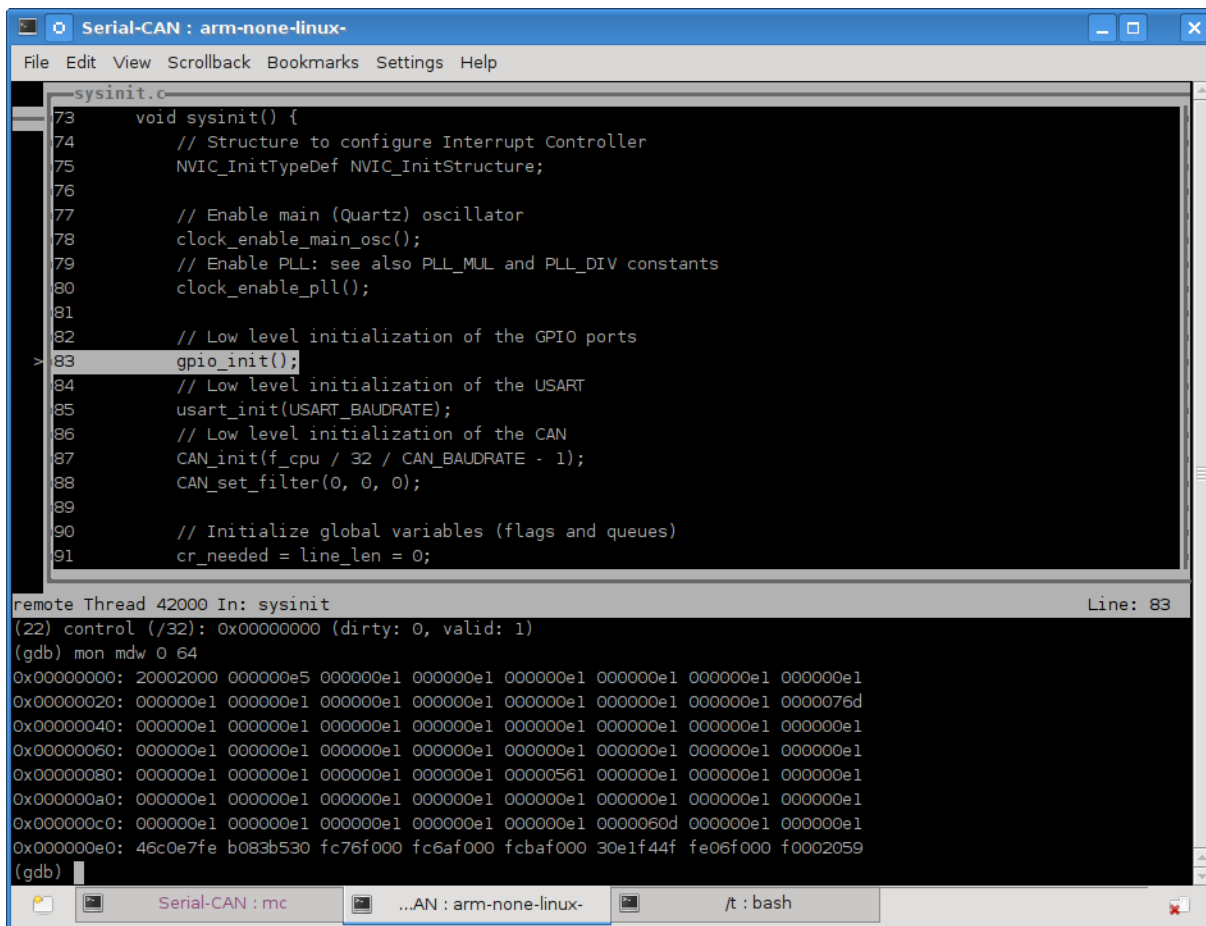 Serial-CAN : arm-none-linux-
File Edit View Scrollback Bookmarks Settings Help
sysinit.c
73 void sysinit() {
74 // Structure to configure Interrupt Controller
75 NVIC_InitTypeDef NVIC_InitStructure;
76
77 // Enable main (Quartz) oscillator
78 clock_enable_main_osc();
79 // Enable PLL: see also PLL_MUL and PLL_DIV constants
80 clock_enable_pll();
81
82 // Low level initialization of the GPIO ports
>83 gpio_init();
84 // Low level initialization of the USART
85 usart_init(USART_BAUDRATE);
86 // Low level initialization of the CAN
87 CAN_init(f_cpu / 32 / CAN_BAUDRATE - 1);
88 CAN_set_filter(0, 0, 0);
89
90 // Initialize global variables (flags and queues)
91 cr_needed = line_len = 0;
remote Thread 42000 In: sysinit Line: 83
(22) control (/32): 0x00000000 (dirty: 0, valid: 1)
(gdb) mon mdw 0 64
0x00000000: 20002000 000000e5 000000e1 000000e1 000000e1 000000e1 000000e1 000000e1
0x00000020: 000000e1 000000e1 000000e1 000000e1 000000e1 000000e1 000000e1 0000076d
0x00000040: 000000e1 000000e1 000000e1 000000e1 000000e1 000000e1 000000e1 000000e1
0x00000060: 000000e1 000000e1 000000e1 000000e1 000000e1 000000e1 000000e1 000000e1
0x00000080: 000000e1 000000e1 000000e1 000000e1 00000561 000000e1 000000e1 000000e1
0x000000a0: 000000e1 000000e1 000000e1 000000e1 000000e1 000000e1 000000e1 000000e1
0x000000c0: 000000e1 000000e1 000000e1 000000e1 000000e1 0000060d 000000e1 000000e1
0x000000e0: 46c0e7fe b083b530 fc76f000 fc6af000 fcbaf000 30e1f44f fe06f000 f0002059
(gdb)
Serial-CAN : mc ...AN : arm-none-linux- /t : bash